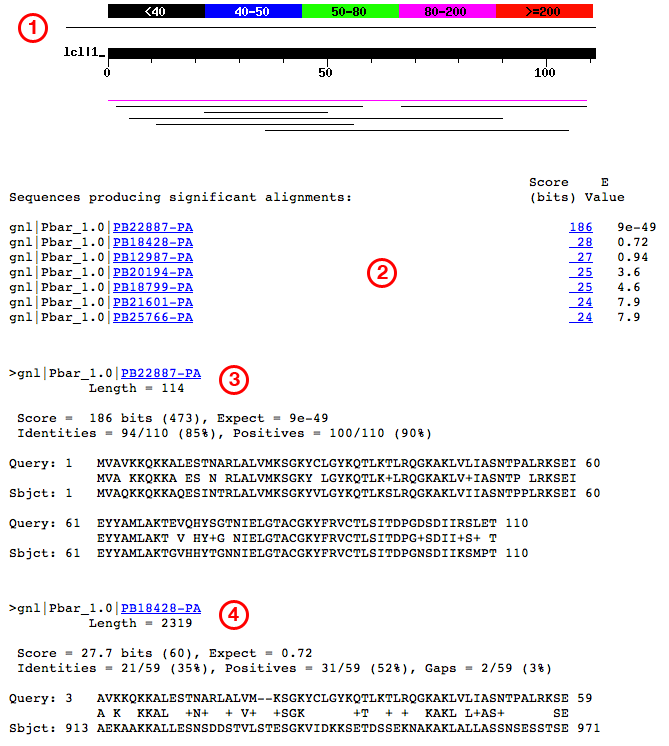 <40 40-50 50-80 80-200 >=200
1
lcl|1_
0 50 100
Score E
Sequences producing significant alignments: (bits) Value
gnl|Pbar_1.0|PB22887-PA 186 9e-49
gnl|Pbar_1.0|PB18428-PA 28 0.72
gnl|Pbar_1.0|PB12987-PA 27 0.94
2
gnl|Pbar_1.0|PB20194-PA 25 3.6
gnl|Pbar_1.0|PB18799-PA 25 4.6
gnl|Pbar_1.0|PB21601-PA 24 7.9
gnl|Pbar_1.0|PB25766-PA 24 7.9
>gnl|Pbar_1.0|PB22887-PA
3
Length = 114
Score = 186 bits (473), Expect = 9e-49
Identities = 94/110 (85%), Positives = 100/110 (90%)
Query: 1 MVAVKKQKKALESTNARLALVMKSGKYCLGYKQTLKTLRQGKAKLVLIASNTPALRKSEI 60
MVA KKQKKA ES N RLALVMKSGKY LGYKQTLK+LRQGKAKLV+IASNTP LRKSEI
Sbjct: 1 MVAQKKQKKAQESINTRLALVMKSGKYVLGYKQTLKSLRQGKAKLVIIASNTPPLRKSEI 60
Query: 61 EYYAMLAKTEVQHYSGTNIELGTACGKYFRVCTLSITDPGDSDIIRSLET 110
EYYAMLAKT V HY+G NIELGTACGKYFRVCTLSITDPG+SDII+S+ T
Sbjct: 61 EYYAMLAKTGVHHYTGNNIELGTACGKYFRVCTLSITDPGNSDIIKSMPT 110
>gnl|Pbar_1.0|PB18428-PA
4
Length = 2319
Score = 27.7 bits (60), Expect = 0.72
Identities = 21/59 (35%), Positives = 31/59 (52%), Gaps = 2/59 (3%)
Query: 3 AVKKQKKALESTNARLALVM--KSGKYCLGYKQTLKTLRQGKAKLVLIASNTPALRKSE 59
A K KKAL +N+ + V+ +SGK +T + + KAKL L+AS+ SE
Sbjct: 913 AEKAAKKALLESNSDDSTVLSTESGKVIDKKSETDSSEKNAKAKLALLASSNSESSTSE 971